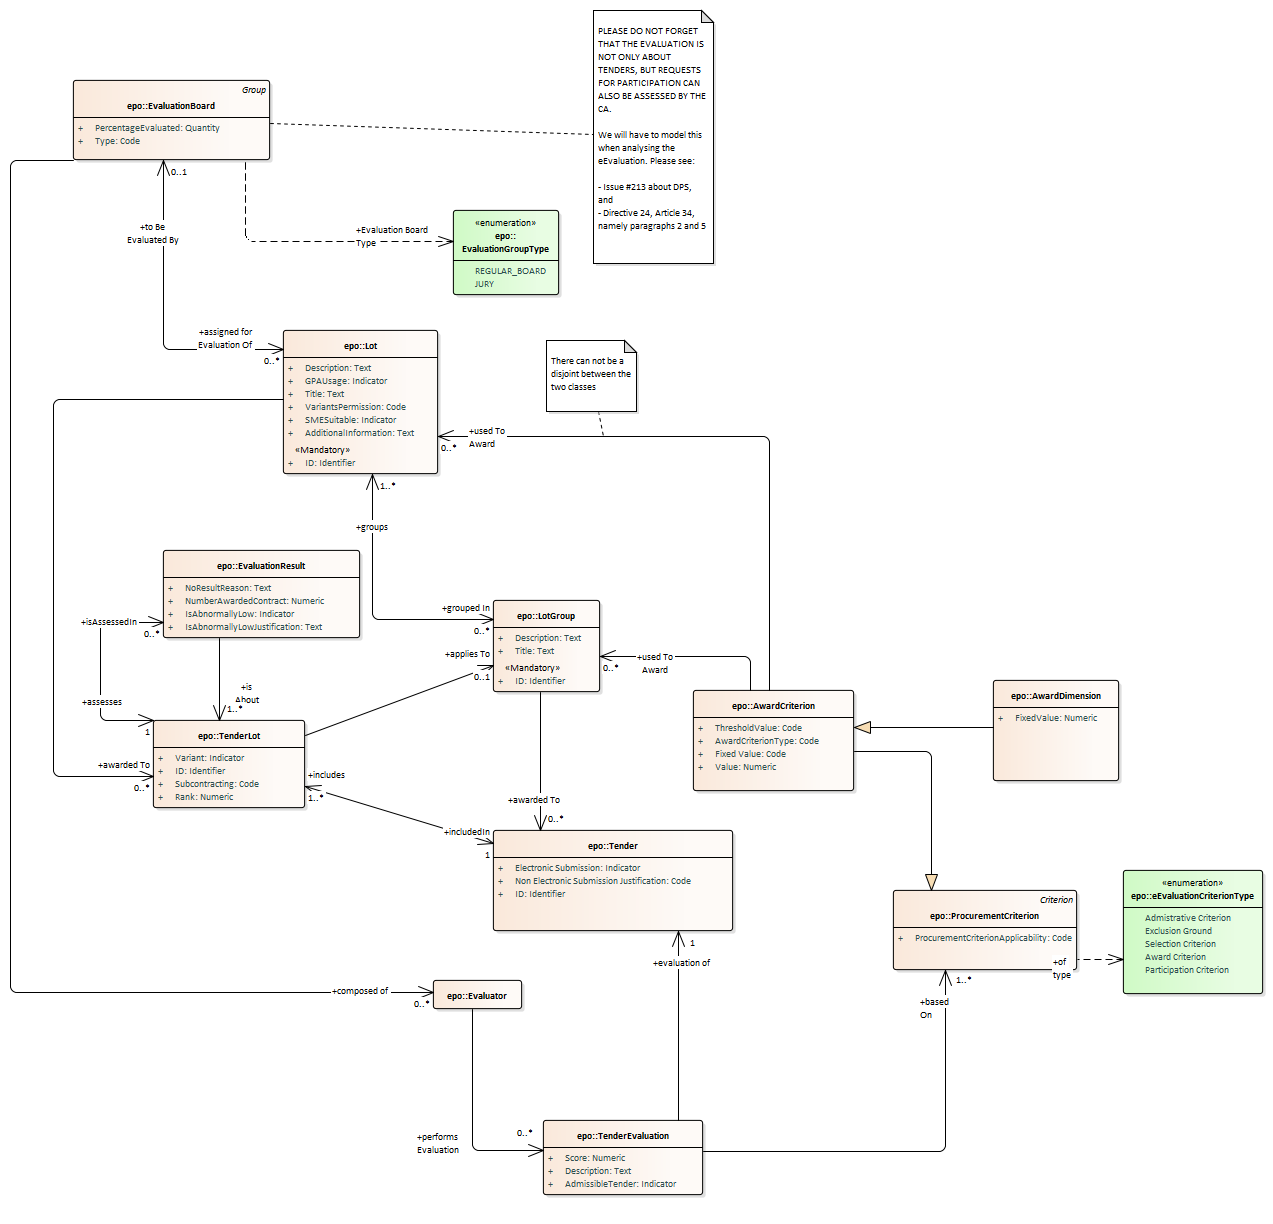 PLEASE DO NOT FORGET
THAT THE EVALUATION IS
NOT ONLY ABOUT
TENDERS, BUT REQUESTS
FOR PARTICIPATION CAN
ALSO BE ASSESSED BY THE
CA.
We will have to model this
when analysing the
eEvaluation. Please see:
- Issue #213 about DPS,
and
- Directive 24, Article 34,
namely paragraphs 2 and 5
Group
epo::EvaluationBoard
+ PercentageEvaluated: Quantity
+ Type: Code
0..1
+to Be
Evaluated By
+Evaluation Board
Type
«enumeration»
epo::
EvaluationGroupType
REGULAR_BOARD
JURY
+assigned for
Evaluation Of
0..*
epo::Lot
+ Description: Text
+ GPAUsage: Indicator
+ Title: Text
+ VariantsPermission: Code
+ SMESuitable: Indicator
+ AdditionalInformation: Text
«Mandatory»
+ ID: Identifier
There can not be a
disjoint between the
two classes
+used To
Award
0..*
1..*
+groups
epo::EvaluationResult
+ NoResultReason: Text
+ NumberAwardedContract: Numeric
+ IsAbnormallyLow: Indicator
+ IsAbnormallyLowJustification: Text
+isAssessedIn
0..*
+grouped In
0..*
epo::LotGroup
+ Description: Text
+ Title: Text
«Mandatory»
+ ID: Identifier
+applies To
0..1
+used To
Award
0..*
+is
About
1..*
+assesses
1
epo::TenderLot
+ Variant: Indicator
+ ID: Identifier
+ Subcontracting: Code
+ Rank: Numeric
+awarded To
0..*
+includes
1..*
epo::AwardCriterion
+ ThresholdValue: Code
+ AwardCriterionType: Code
+ Fixed Value: Code
+ Value: Numeric
epo::AwardDimension
+ FixedValue: Numeric
+awarded To
0..*
+includedIn
1
epo::Tender
+ Electronic Submission: Indicator
+ Non Electronic Submission Justification: Code
+ ID: Identifier
Criterion
epo::ProcurementCriterion
+ ProcurementCriterionApplicability: Code
+of
type
«enumeration»
epo::eEvaluationCriterionType
Admistrative Criterion
Exclusion Ground
Selection Criterion
Award Criterion
Participation Criterion
1
+evaluation of
1..*
+based
On
+composed of
0..*
epo::Evaluator
+performs
Evaluation
0..*
epo::TenderEvaluation
+ Score: Numeric
+ Description: Text
+ AdmissibleTender: Indicator